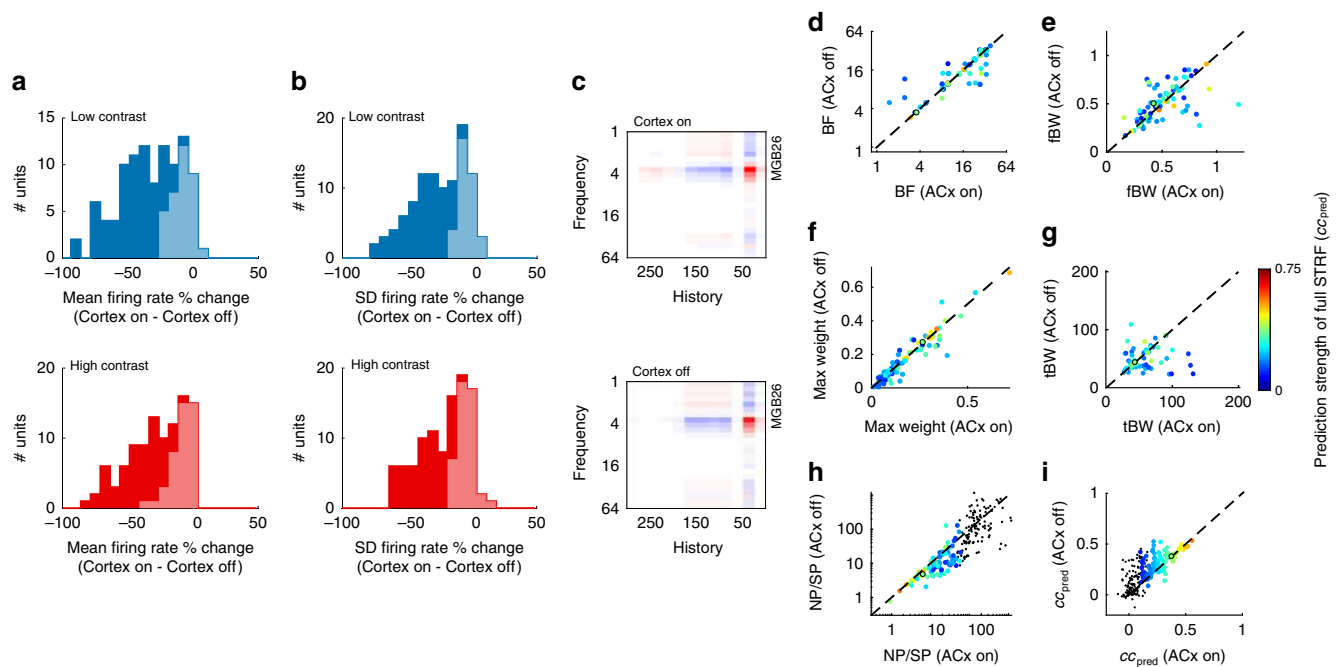 a
Low contrast
# units
15
10
5
0
−100
−50
0
50
Mean firing rate % change
(Cortex on - Cortex off)
High contrast
# units
20
10
0
−100
−50
0
50
Mean firing rate % change
(Cortex on - Cortex off)
b
Low contrast
# units
20
10
0
−100
−50
0
50
SD firing rate % change
(Cortex on - Cortex off)
High contrast
# units
20
10
0
−100
−50
0
50
SD firing rate % change
(Cortex on - Cortex off)
c
Cortex on
MGB26
Frequency
1
4
16
64
250
150
50
History
Cortex off
MGB26
Frequency
1
4
16
64
250
150
50
History
d
BF (ACx off)
64
16
4
1
1
4
16
64
BF (ACx on)
e
fBW (ACx off)
1
0.5
0
0
0.5
1
fBW (ACx on)
f
Max weight (ACx off)
0.6
0.4
0.2
0
0
0.5
Max weight (ACx on)
g
tBW (ACx off)
200
100
0
0
100
200
tBW (ACx on)
h
NP/SP (ACx off)
100
10
1
1
10
100
NP/SP (ACx on)
i
cc_pred (ACx off)
1
0.5
0
0
0.5
1
cc_pred (ACx on)
0.75
0
Prediction strength of full STRF (cc_pred)